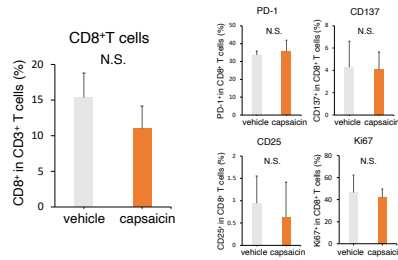 CD8⁺T cells
N.S.
CD8⁺ in CD3⁺ T cells (%)
20
15
10
5
0
vehicle capsaicin
PD-1
N.S.
PD-1⁺ in CD8⁺ T cells (%)
50
40
30
20
10
0
vehicle capsaicin
CD137
N.S.
CD137⁺ in CD8⁺ T cells (%)
8
6
4
2
0
vehicle capsaicin
CD25
N.S.
CD25⁺ in CD8⁺ T cells (%)
2
1.5
1
0.5
0
vehicle capsaicin
Ki67
N.S.
Ki67⁺ in CD8⁺ T cells (%)
100
80
60
40
20
0
vehicle capsaicin